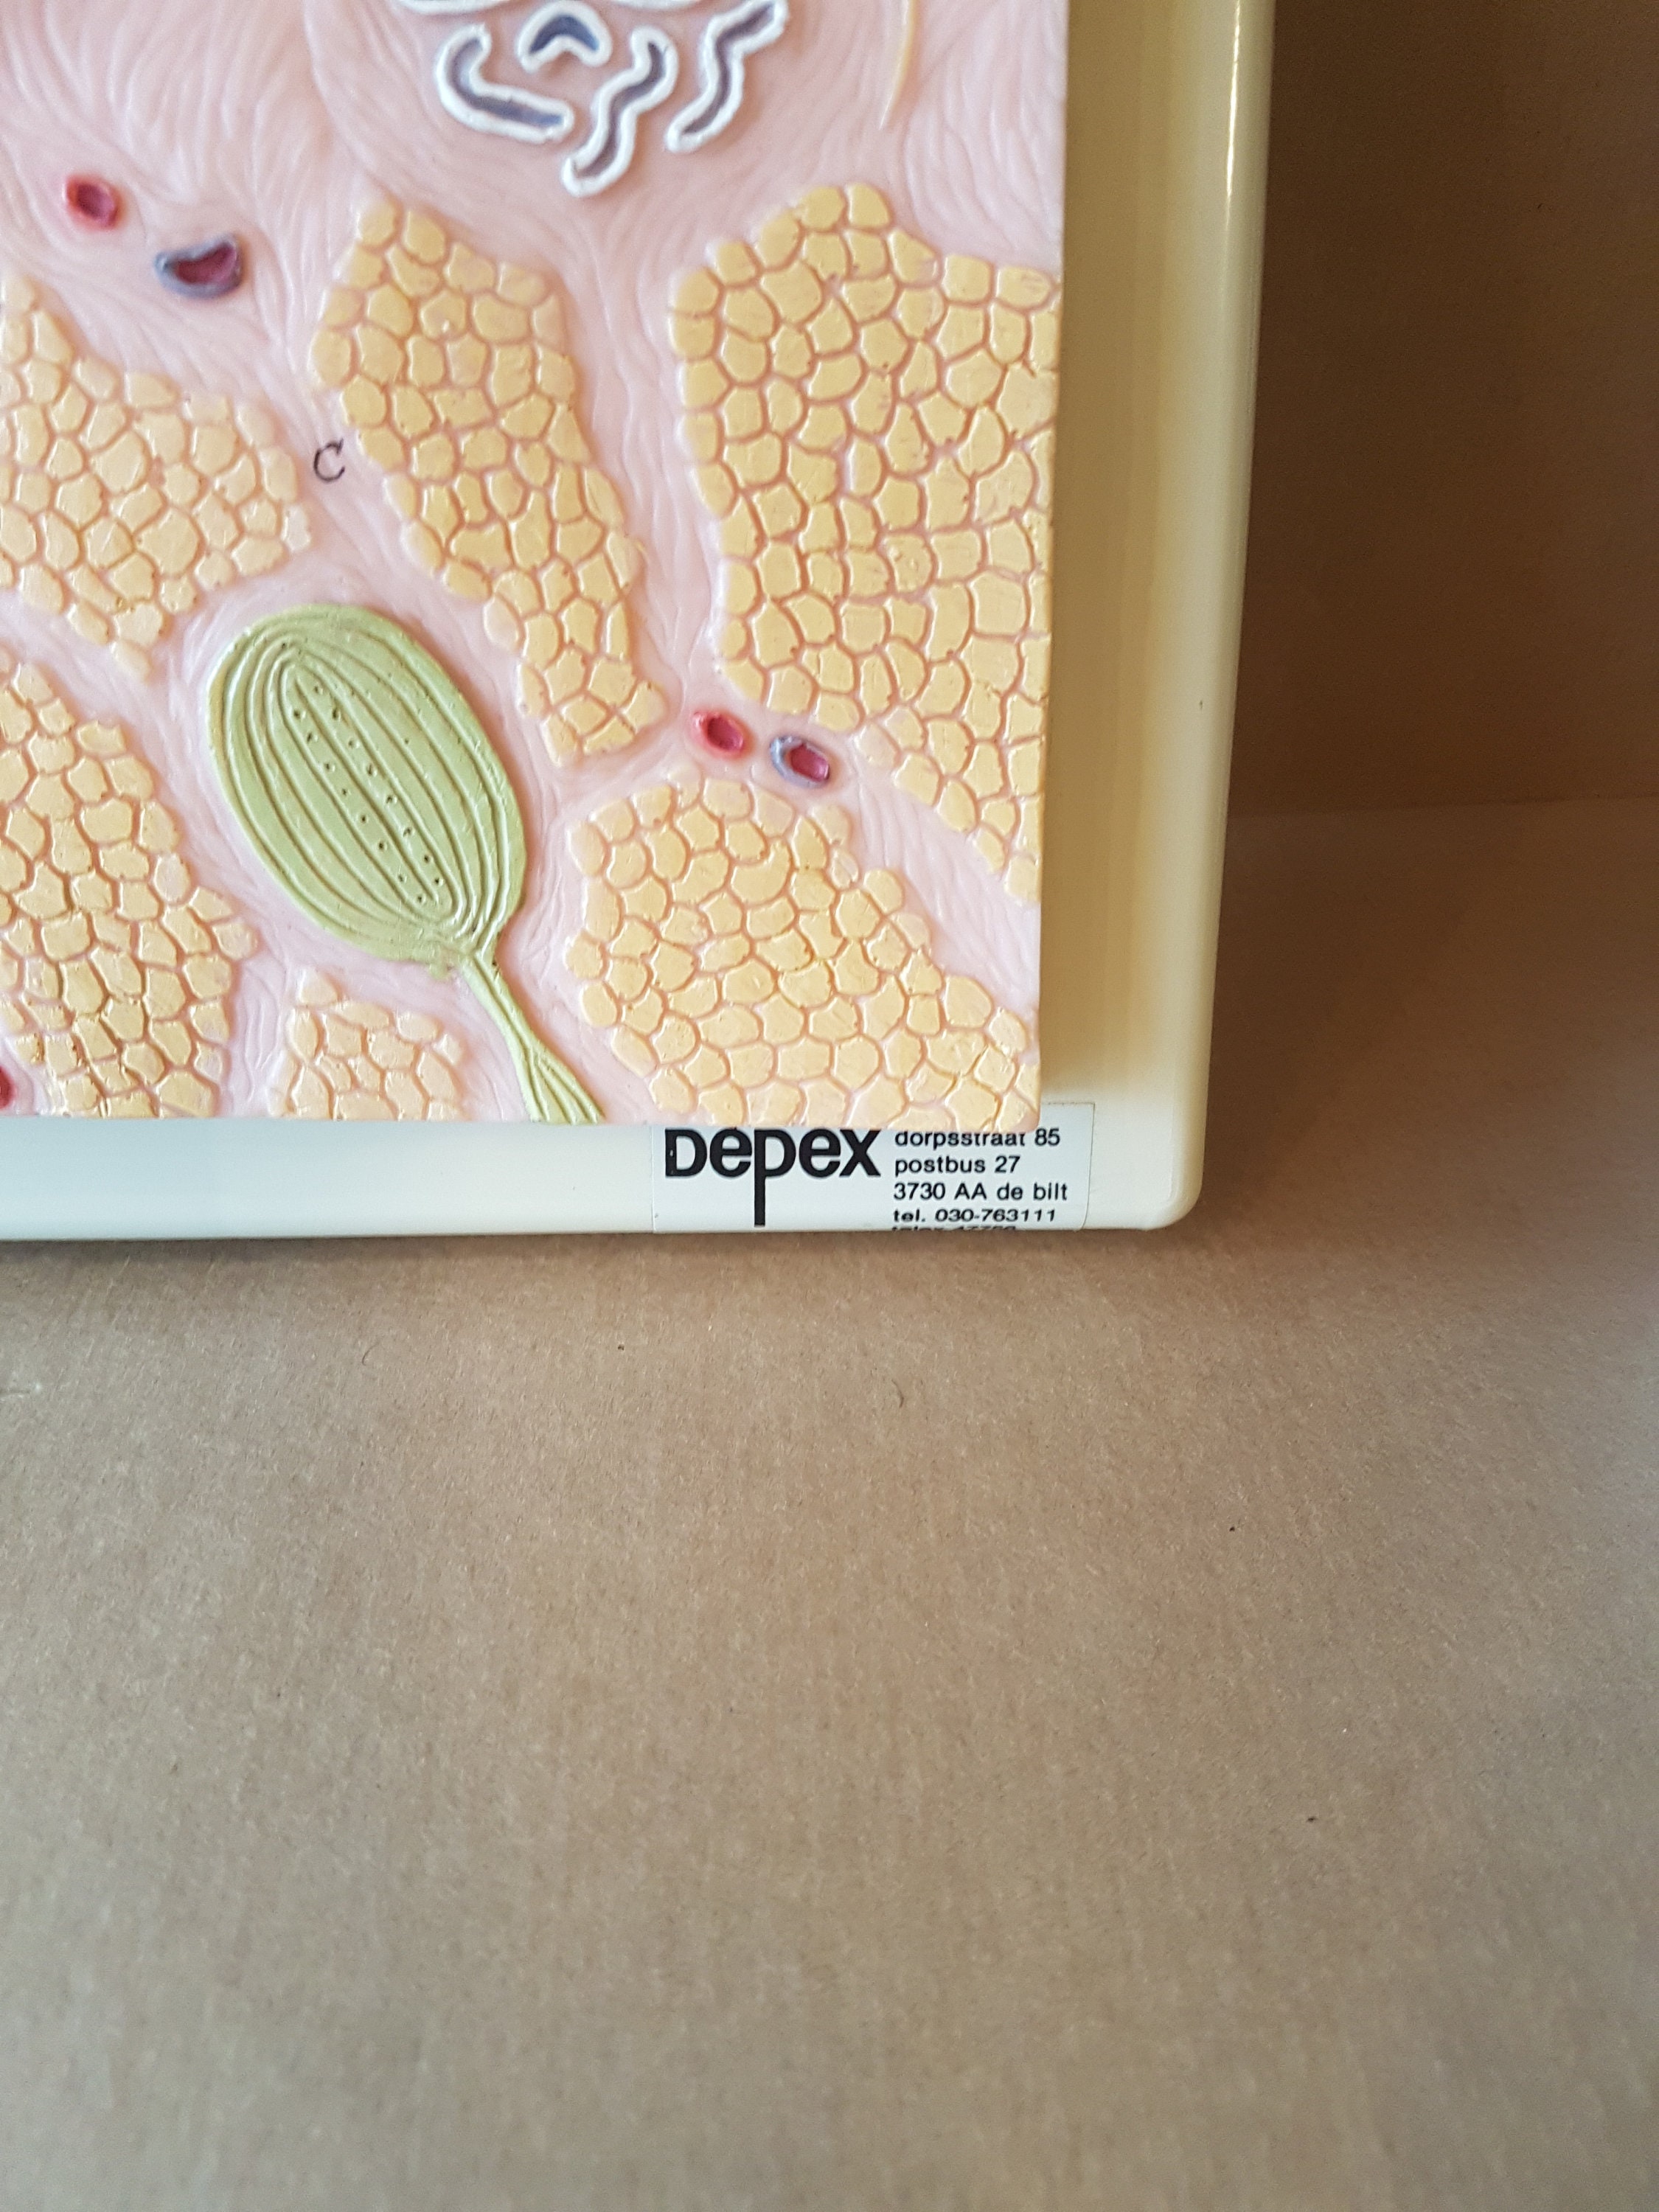 C
Depex
dorpsstraat 85
postbus 27
3730 AA de bilt
tel. 030-763111